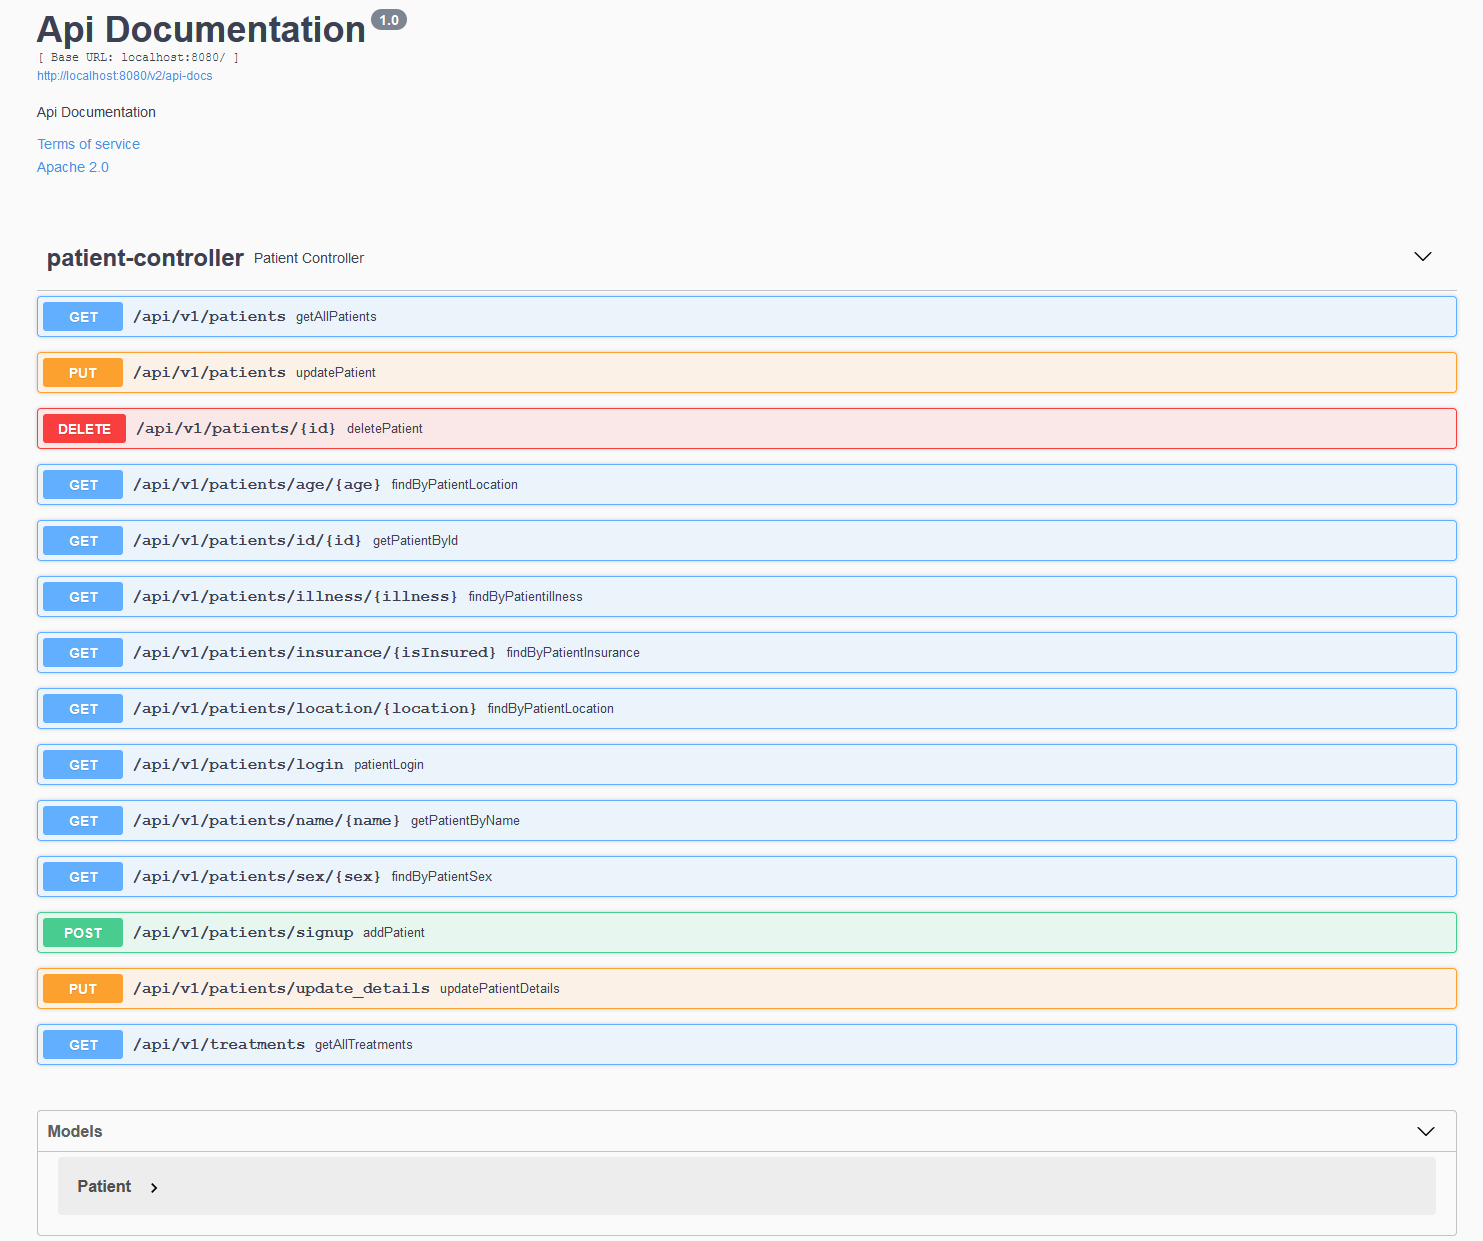 Api Documentation 1.0
[ Base URL: localhost:8080/ ]
http://localhost:8080/v2/api-docs
Api Documentation
Terms of service
Apache 2.0
patient-controller Patient Controller
GET /api/v1/patients getAllPatients
PUT /api/v1/patients updatePatient
DELETE /api/v1/patients/{id} deletePatient
GET /api/v1/patients/age/{age} findByPatientLocation
GET /api/v1/patients/id/{id} getPatientById
GET /api/v1/patients/illness/{illness} findByPatientillness
GET /api/v1/patients/insurance/{isInsured} findByPatientInsurance
GET /api/v1/patients/location/{location} findByPatientLocation
GET /api/v1/patients/login patientLogin
GET /api/v1/patients/name/{name} getPatientByName
GET /api/v1/patients/sex/{sex} findByPatientSex
POST /api/v1/patients/signup addPatient
PUT /api/v1/patients/update_details updatePatientDetails
GET /api/v1/treatments getAllTreatments
Models
Patient